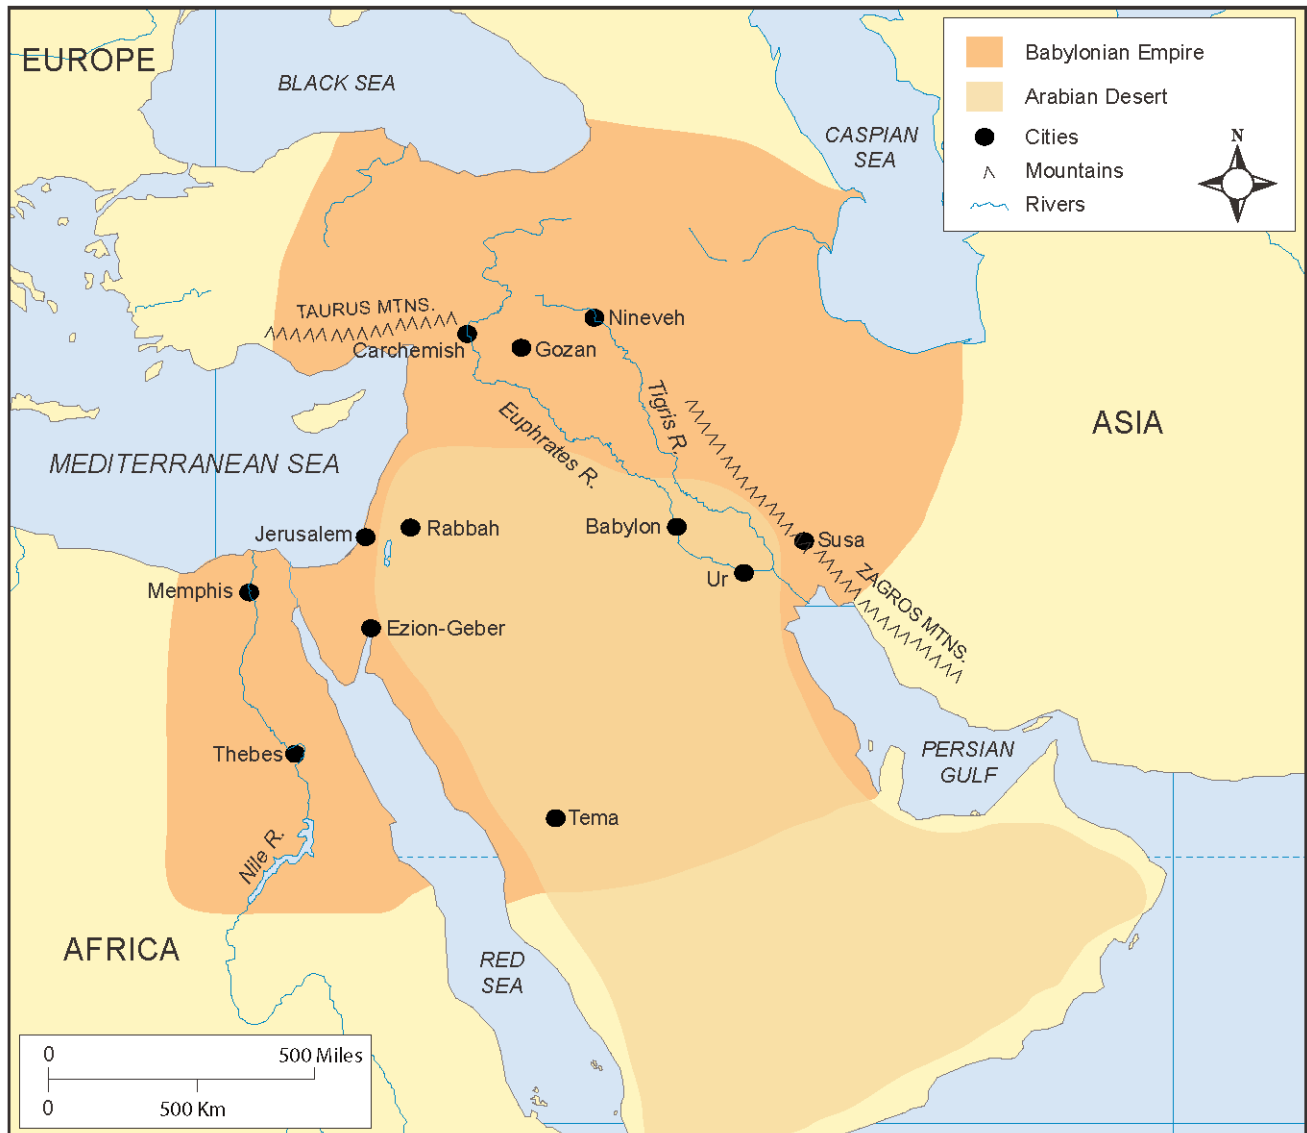 EUROPE
BLACK SEA
CASPIAN
SEA
Babylonian Empire
Arabian Desert
Cities
Mountains
Rivers
N
TAURUS MTNS.
Carchemish
Gozan
Nineveh
Tigris R.
Euphrates R.
ASIA
MEDITERRANEAN SEA
Jerusalem
Rabbah
Babylon
Susa
Ur
ZAGROS MTNS.
Memphis
Ezion-Geber
Thebes
PERSIAN
GULF
Tema
Nile R.
AFRICA
RED
SEA
0 500 Miles
0 500 Km